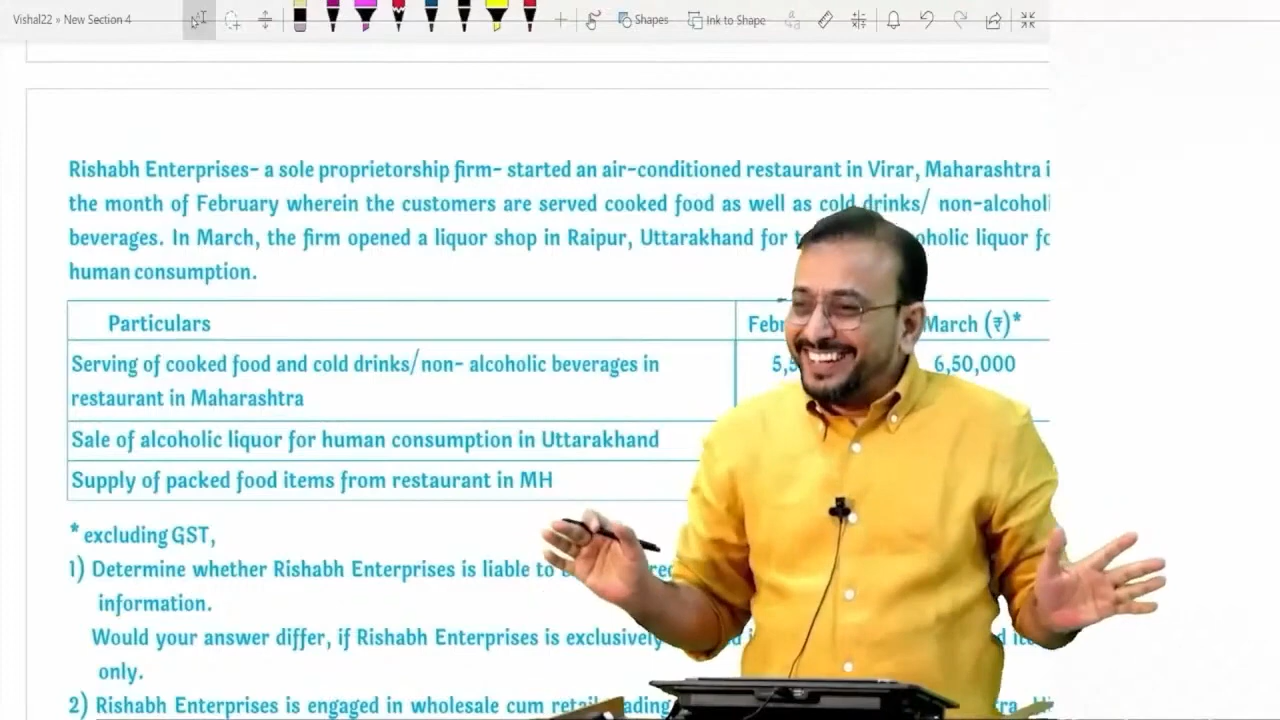 Vishal22 » New Section 4
Shapes
Ink to Shape
Rishabh Enterprises- a sole proprietorship firm- started an air-conditioned restaurant in Virar, Maharashtra
the month of February wherein the customers are served cooked food as well as cold drinks/ non-alcoholi
beverages. In March, the firm opened a liquor shop in Raipur, Uttarakhand for oholic liquor fo
human consumption.
Particulars Febr March (₹)*
Serving of cooked food and cold drinks/non- alcoholic beverages in 5,5 6,50,000
restaurant in Maharashtra
Sale of alcoholic liquor for human consumption in Uttarakhand
Supply of packed food items from restaurant in MH
* excluding GST,
1) Determine whether Rishabh Enterprises is liable to
information.
Would your answer differ, if Rishabh Enterprises is exclusively
only.
2) Rishabh Enterprises is engaged in wholesale cum